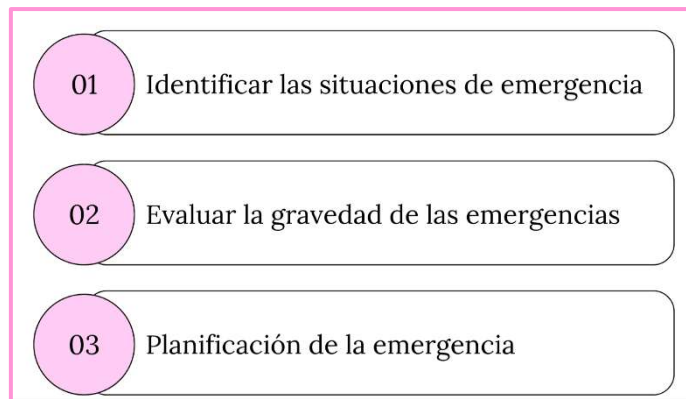 01 Identificar las situaciones de emergencia
02 Evaluar la gravedad de las emergencias
03 Planificación de la emergencia